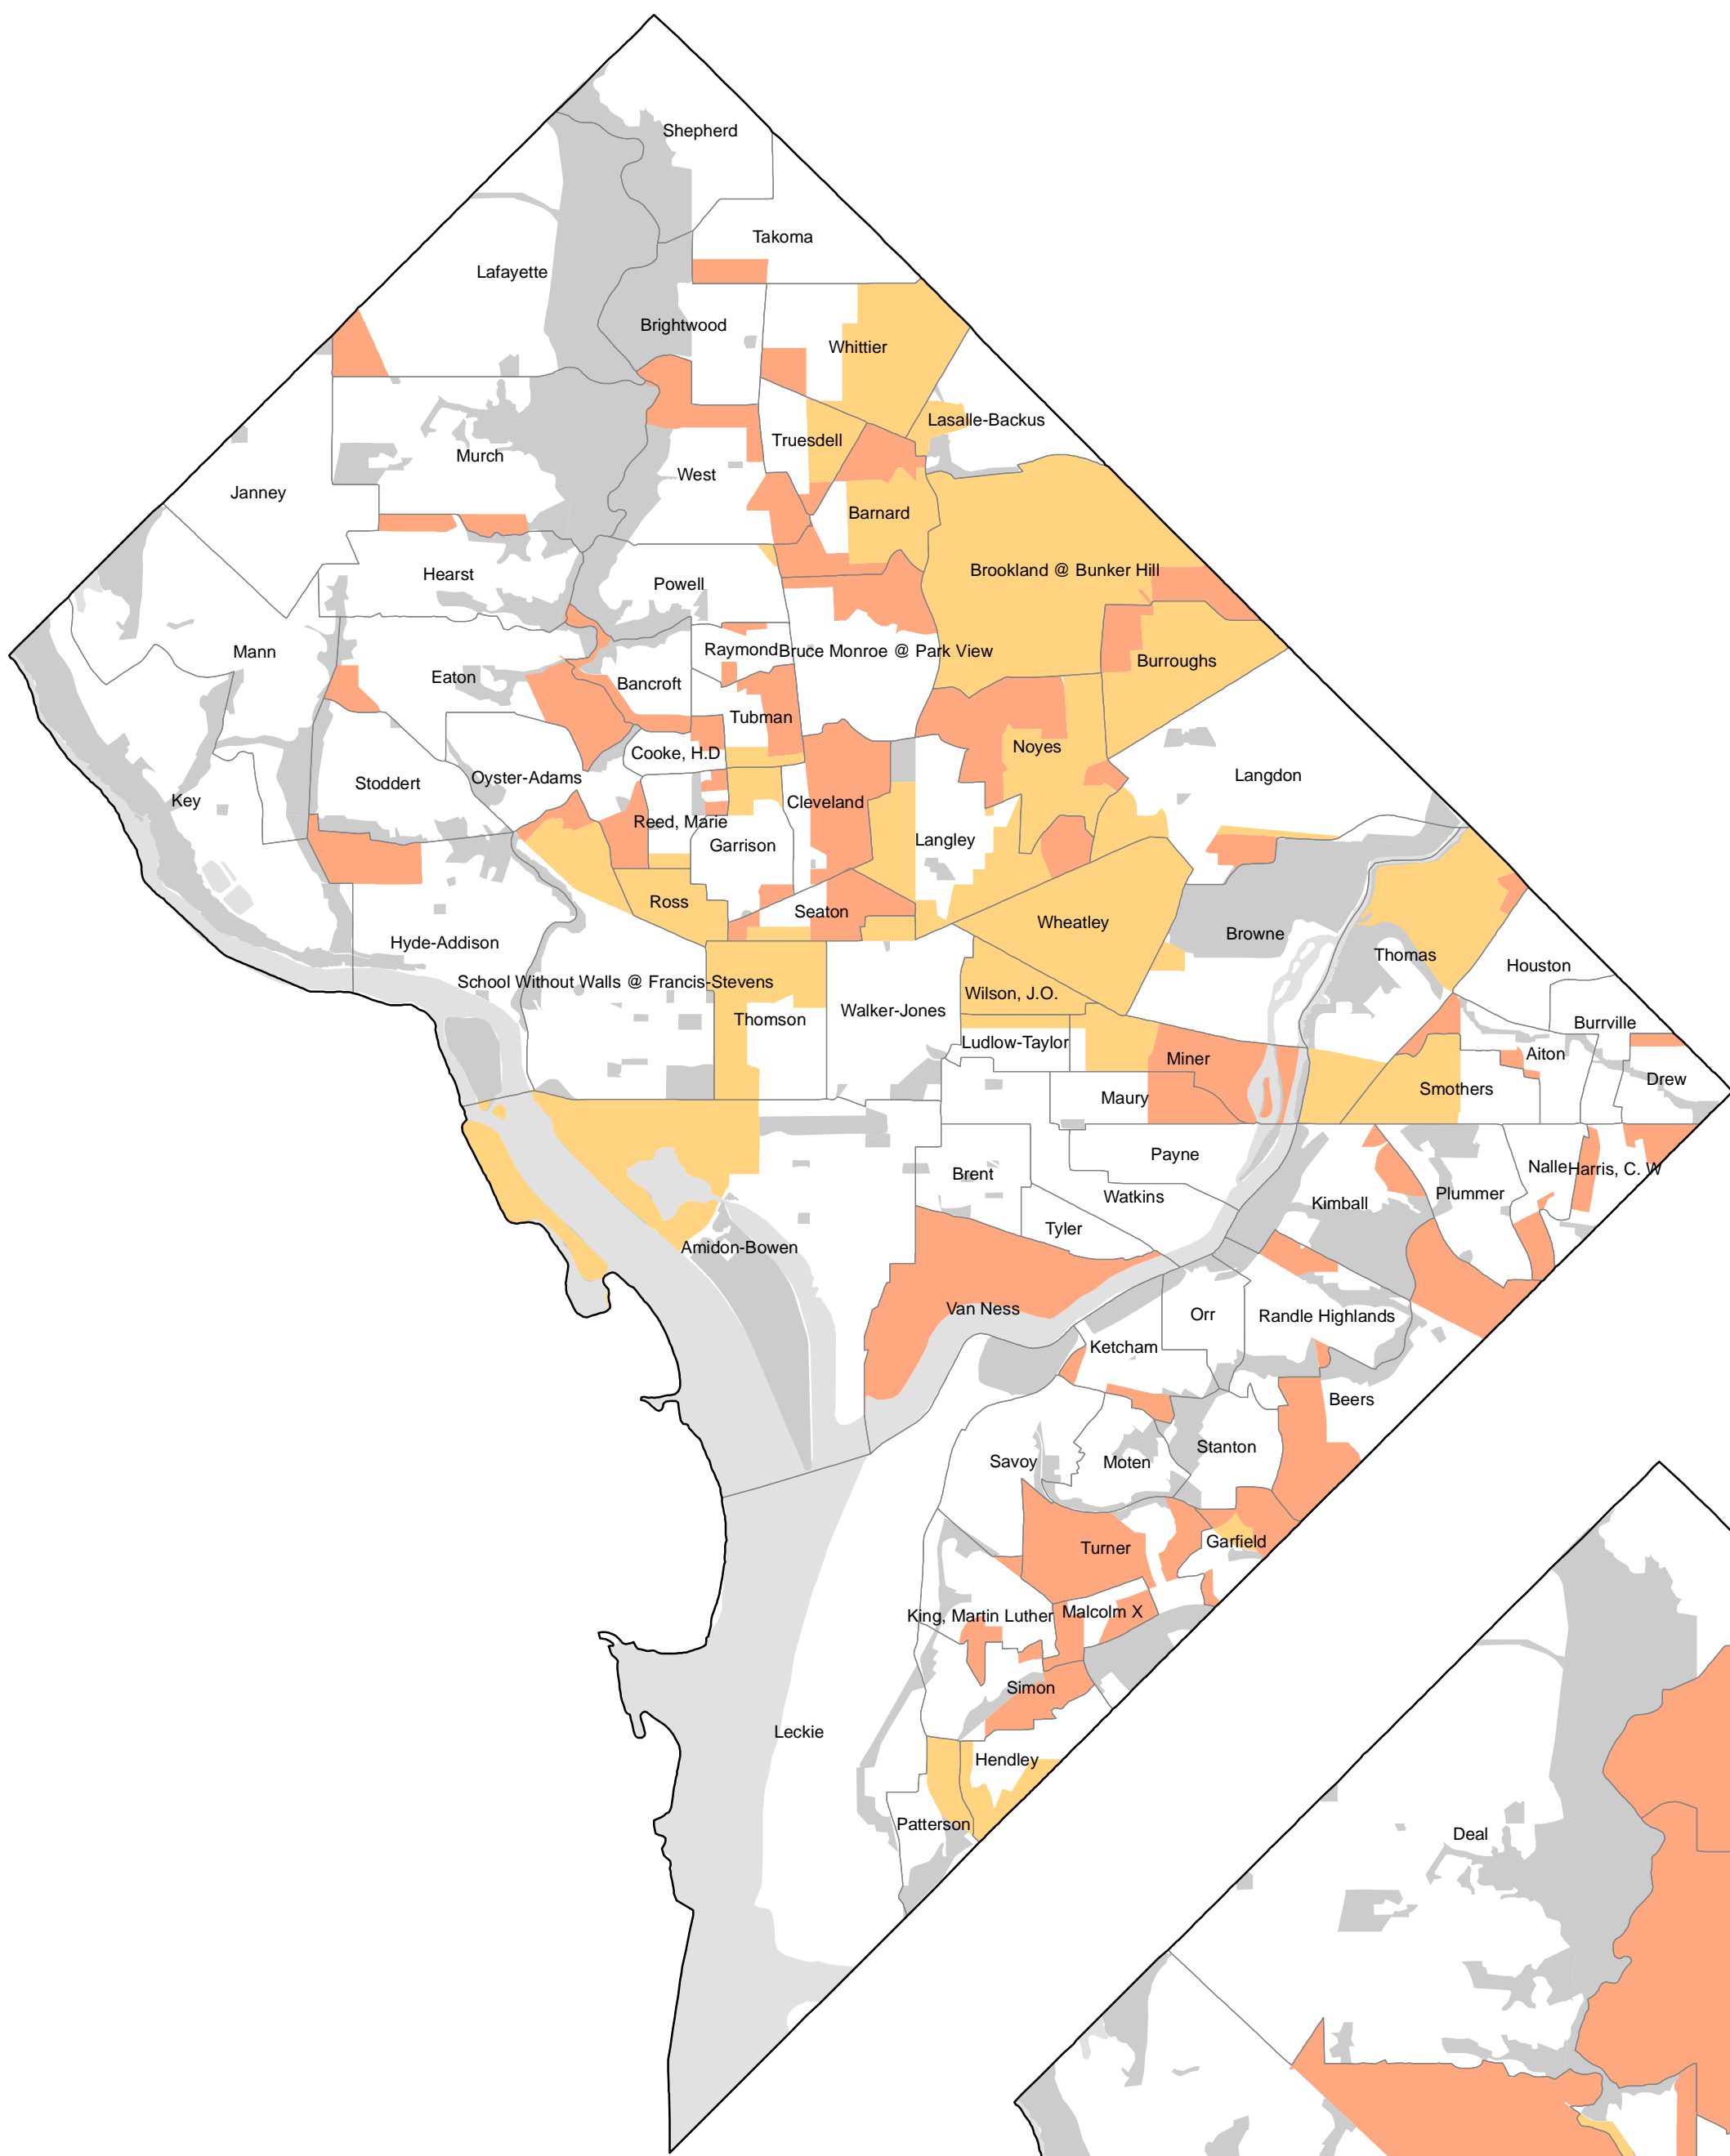 Shepherd
Takoma
Lafayette
Brightwood
Whittier
Lasalle-Backus
Truesdell
Murch
West
Janney
Barnard
Brookland @ Bunker Hill
Hearst
Powell
Mann
Raymond
Bruce Monroe @ Park View
Burroughs
Eaton
Bancroft
Tubman
Noyes
Cooke, H.D
Langdon
Oyster-Adams
Stoddert
Key
Cleveland
Reed, Marie
Garrison
Langley
Ross
Seaton
Wheatley
Browne
Hyde-Addison
Thomas
Houston
School Without Walls @ Francis-Stevens
Wilson, J.O.
Walker-Jones
Thomson
Burrville
Ludlow-Taylor
Aiton
Miner
Drew
Smothers
Maury
Payne
Nalle
Harris, C. W
Brent
Plummer
Watkins
Kimball
Tyler
Amidon-Bowen
Van Ness
Orr
Randle Highlands
Ketcham
Beers
Stanton
Savoy
Moten
Garfield
Turner
Malcolm X
King, Martin Luther
Simon
Leckie
Hendley
Patterson
Deal